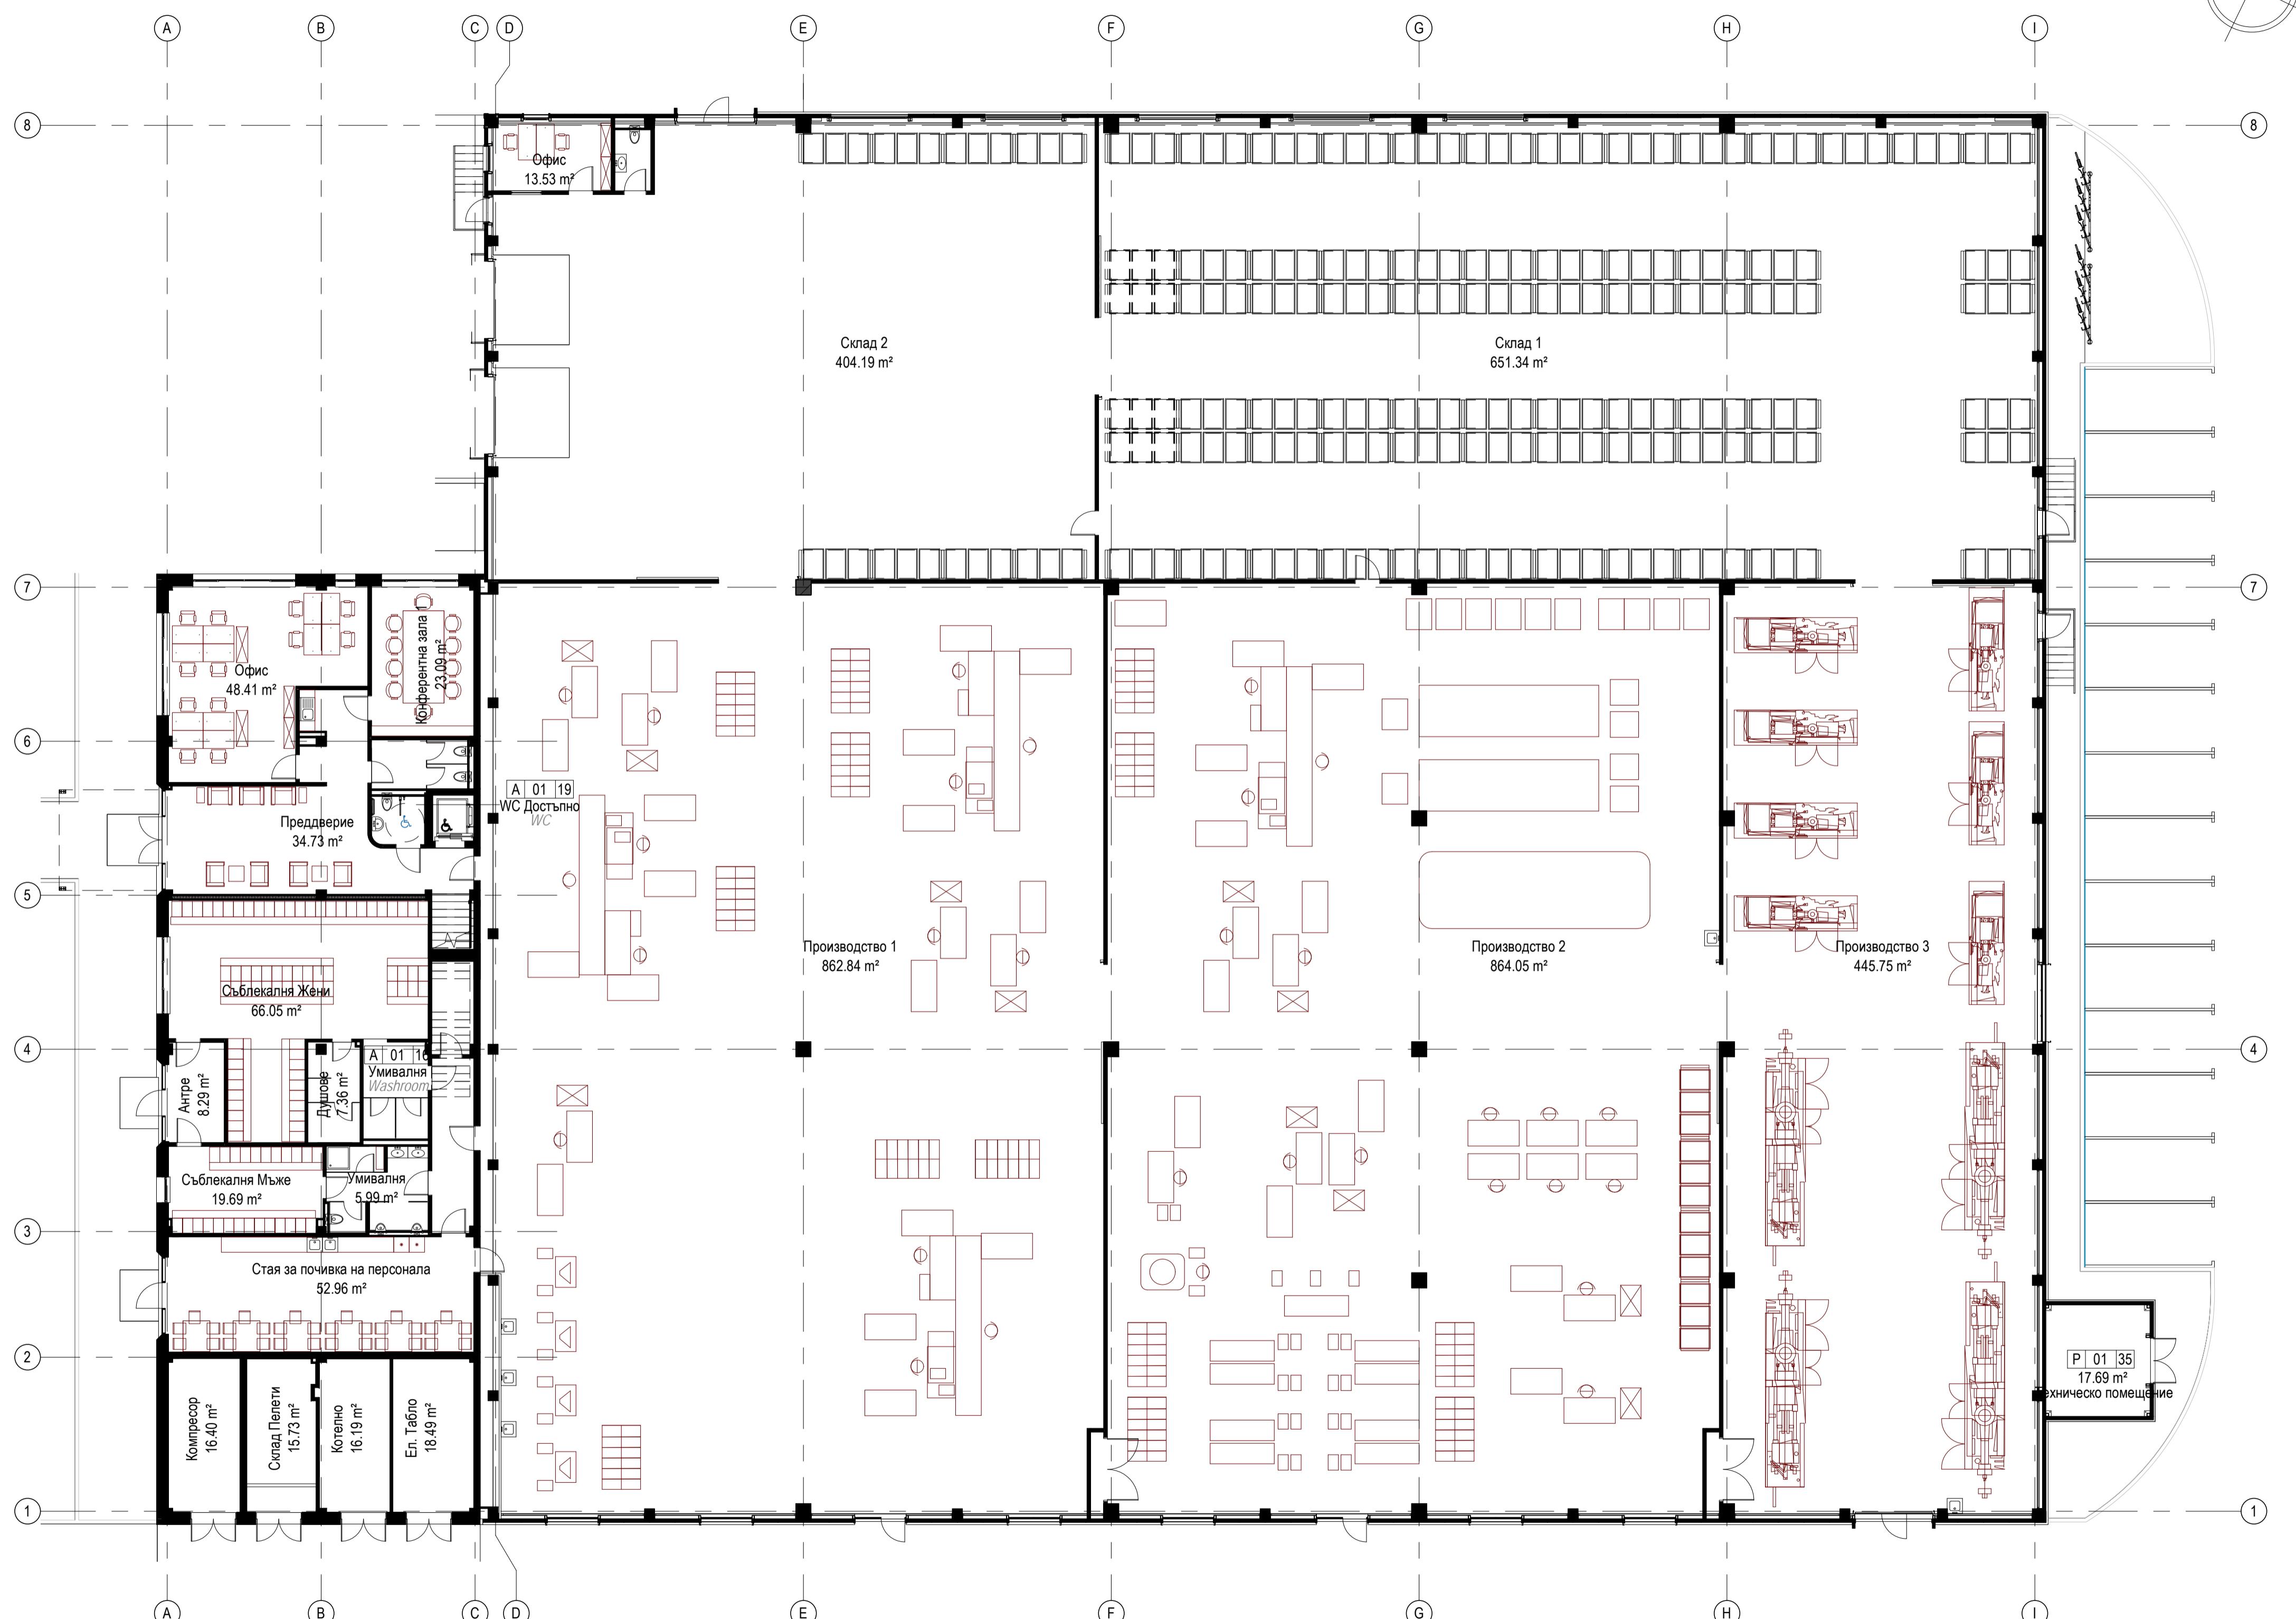 A B C D E F G H I
8 8
Офис
13.53 m²
Склад 2
404.19 m²
Склад 1
651.34 m²
7 7
Офис
48.41 m²
Конферентна зала 1
23.09 m²
6
A 01 19
WC Достъпно
WC
Преддверие
34.73 m²
5
Производство 1
862.84 m²
Производство 2
864.05 m²
Производство 3
445.75 m²
Съблекалня Жени
66.05 m²
4 4
Антре
8.29 m²
Душове
7.36 m²
A 01 16
Умивалня
Washroom
Съблекалня Мъже
19.69 m²
Умивалня
5.99 m²
3
Стая за почивка на персонала
52.96 m²
2
P 01 35
17.69 m²
ехническо помещение
Компресор
16.40 m²
Склад Пелети
15.73 m²
Котелно
16.19 m²
Ел. Табло
18.49 m²
1 1
A B C D E F G H I